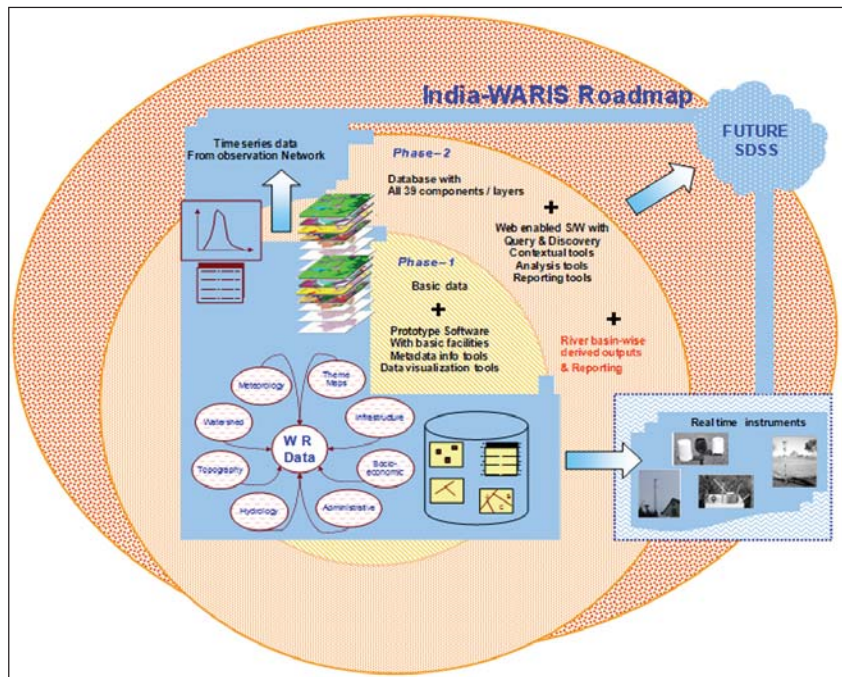 India-WARIS Roadmap
FUTURE
SDSS
Time series data
From observation Network
Phase-2
Database with
All 39 components / layers
+
Web enabled S/W with
Query & Discovery
Contextual tools
Analysis tools
Reporting tools
+
River basin-wise
derived outputs
& Reporting
Phase-1
Basic data
+
Prototype Software
With basic facilities
Metadata info tools
Data visualization tools
Meteorology
Theme
Maps
Watershed
Infrastructure
W R
Data
Topography
Socio-
economic
Hydrology
Administrative
Real time instruments